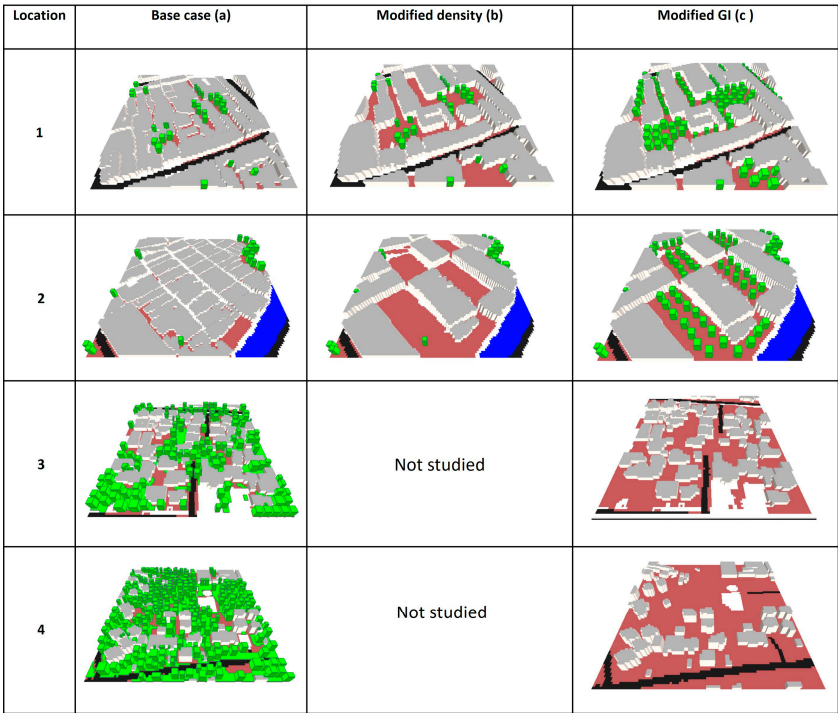 Location Base case (a) Modified density (b) Modified GI (c )
1
2
3 Not studied
4 Not studied